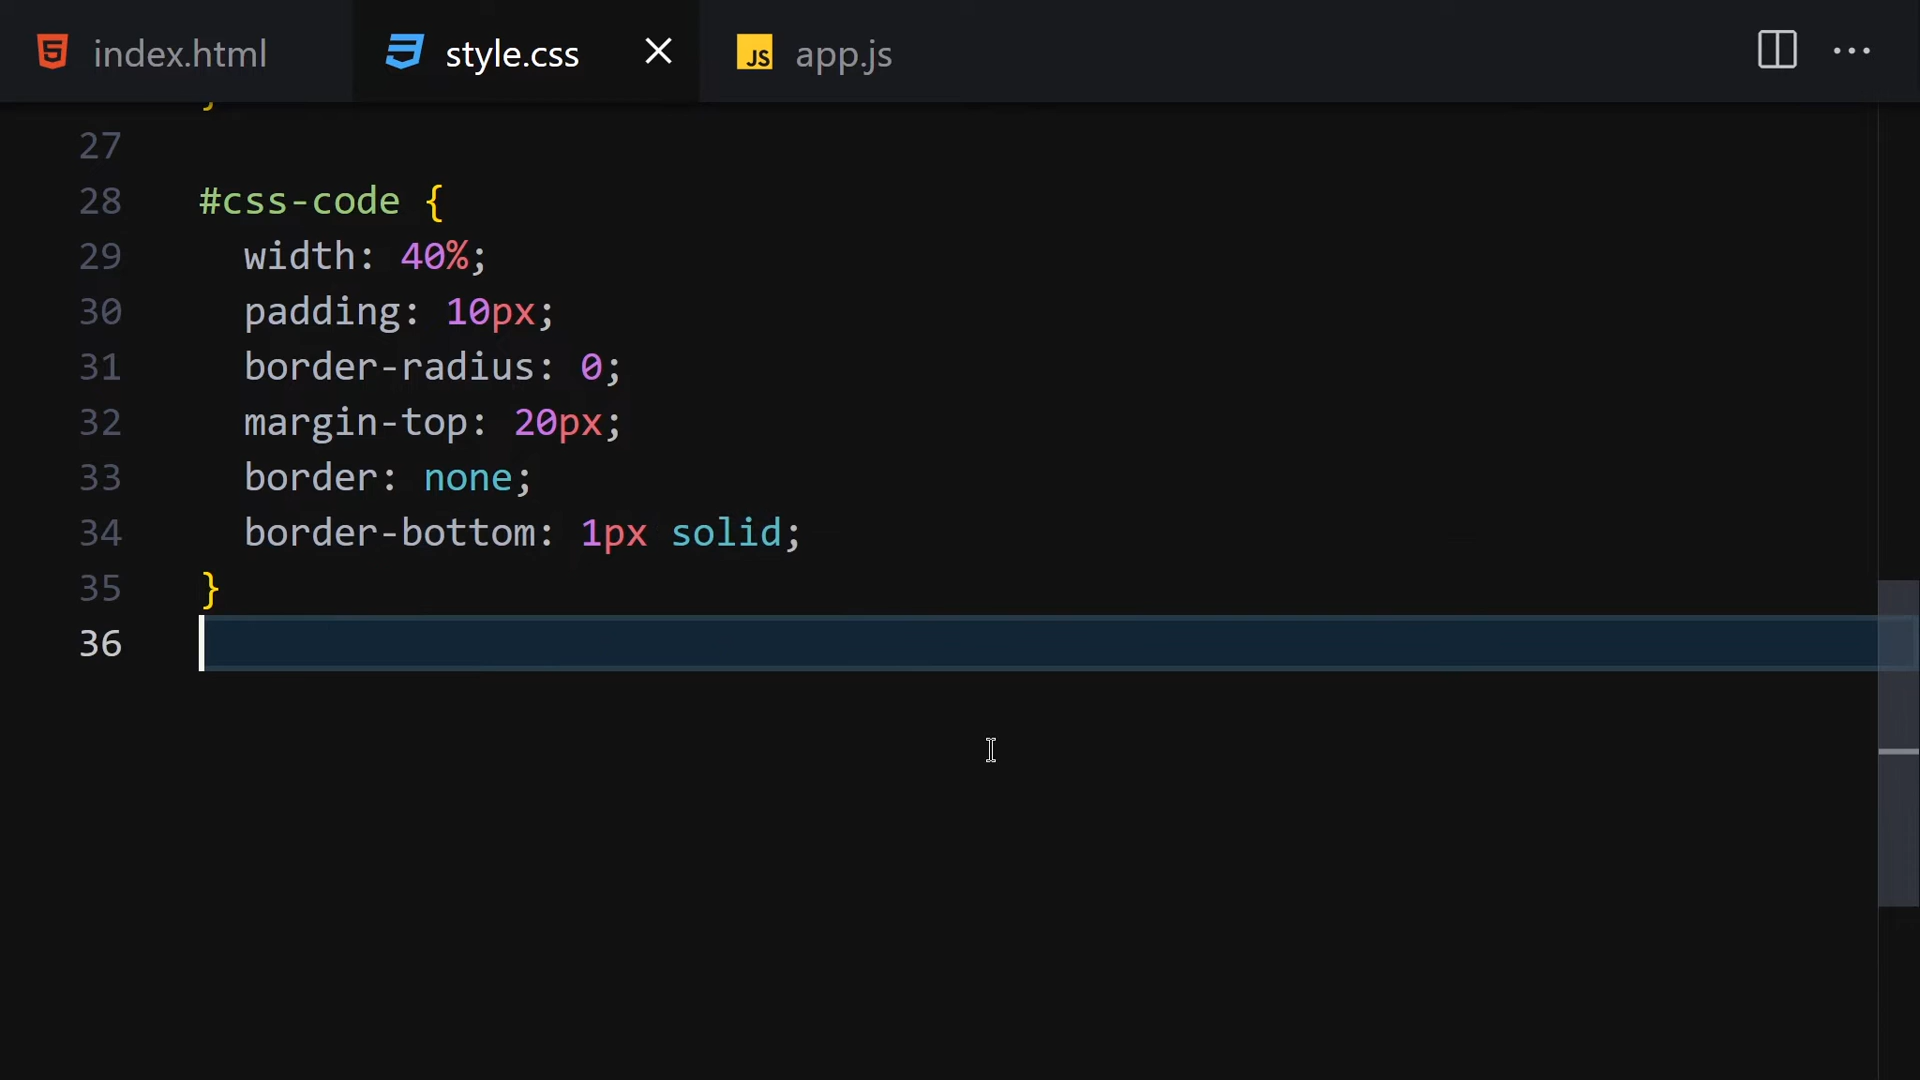 index.html
style.css
JS app.js
}
27
28 #css-code {
29 width: 40%;
30 padding: 10px;
31 border-radius: 0;
32 margin-top: 20px;
33 border: none;
34 border-bottom: 1px solid;
35 }
36